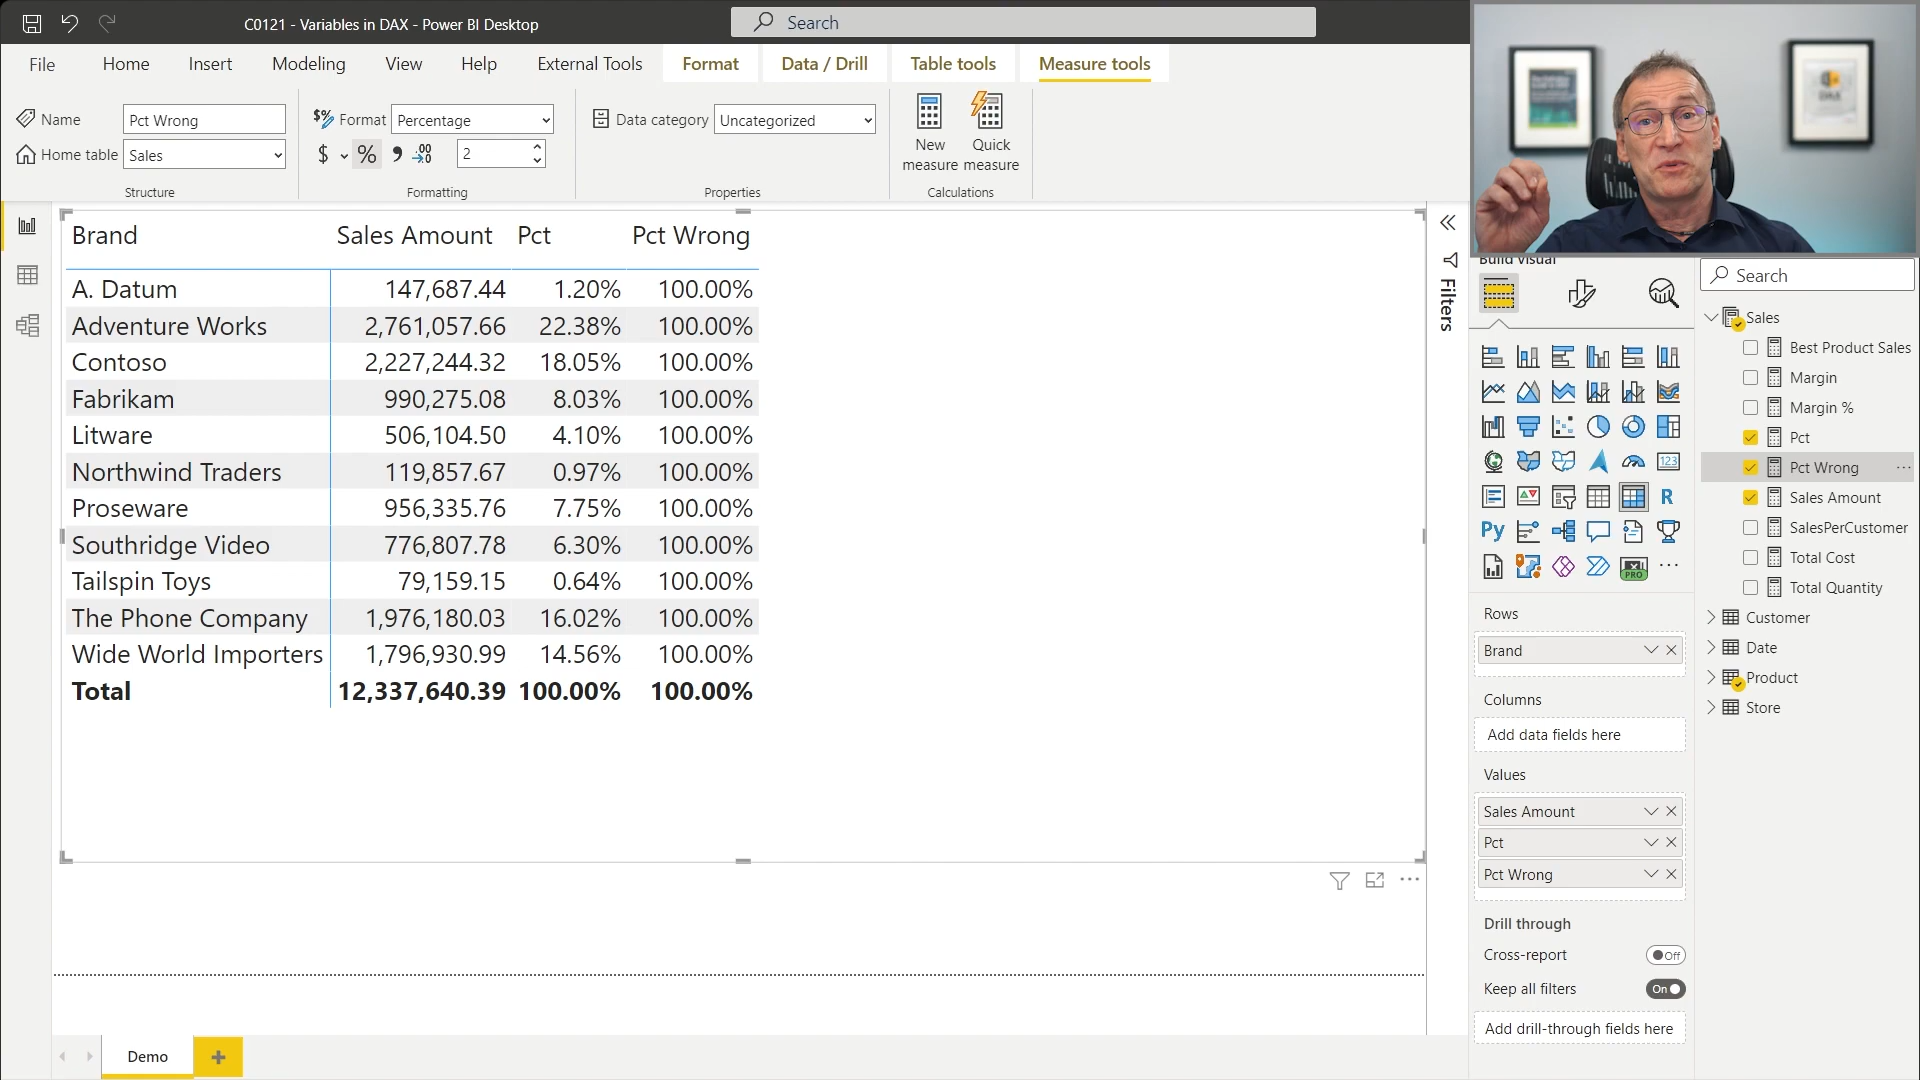 C0121 - Variables in DAX - Power BI Desktop
Search
File
Home
Insert
Modeling
View
Help
External Tools
Format
Data / Drill
Table tools
Measure tools
Name
Pct Wrong
Home table
Sales
Structure
Format
Percentage
$
%
2
Formatting
Data category
Uncategorized
Properties
New measure
Quick measure
Calculations
DAX
Brand Sales Amount Pct Pct Wrong
A. Datum 147,687.44 1.20% 100.00%
Adventure Works 2,761,057.66 22.38% 100.00%
Contoso 2,227,244.32 18.05% 100.00%
Fabrikam 990,275.08 8.03% 100.00%
Litware 506,104.50 4.10% 100.00%
Northwind Traders 119,857.67 0.97% 100.00%
Proseware 956,335.76 7.75% 100.00%
Southridge Video 776,807.78 6.30% 100.00%
Tailspin Toys 79,159.15 0.64% 100.00%
The Phone Company 1,976,180.03 16.02% 100.00%
Wide World Importers 1,796,930.99 14.56% 100.00%
Total 12,337,640.39 100.00% 100.00%
Demo
Filters
Build visual
123
R
Py
PRO
Rows
Brand
Columns
Add data fields here
Values
Sales Amount
Pct
Pct Wrong
Drill through
Cross-report
Off
Keep all filters
On
Add drill-through fields here
Search
Sales
Best Product Sales
Margin
Margin %
Pct
Pct Wrong
Sales Amount
SalesPerCustomer
Total Cost
Total Quantity
Customer
Date
Product
Store